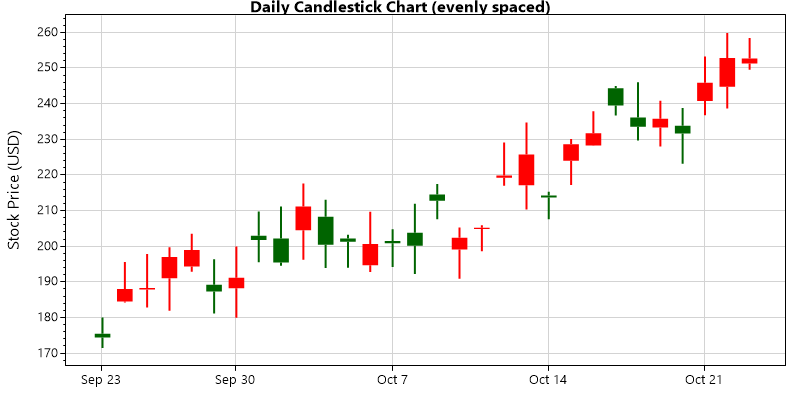 Daily Candlestick Chart (evenly spaced)
Stock Price (USD)
260
250
240
230
220
210
200
190
180
170
Sep 23
Sep 30
Oct 7
Oct 14
Oct 21